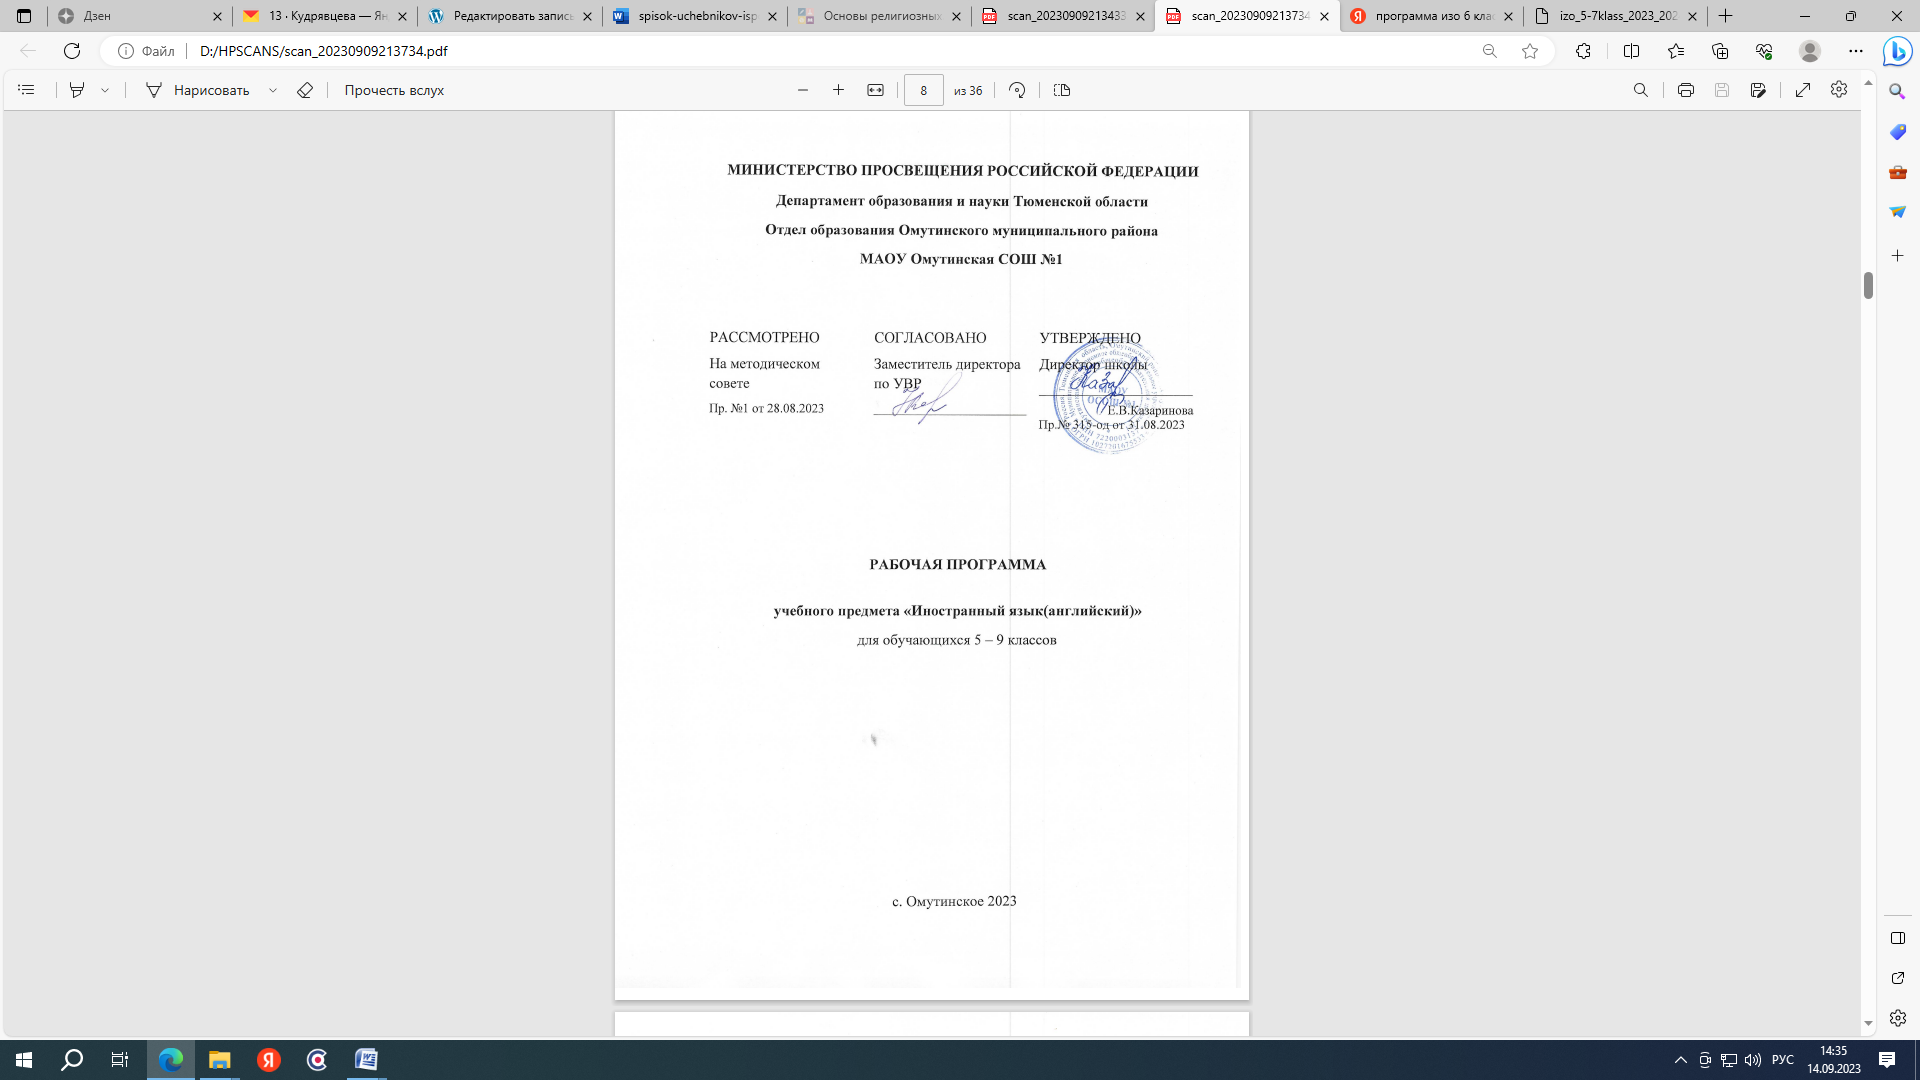 Дзен
13 · Кудрявцева — Ян
Редактировать запись
spisok-uchebnikov-isp
Основы религиозных
scan_2023090921343
scan_20230909213734
программа изо 6 кла
izo_5-7klass_2023_202
Файл
D:/HPSCANS/scan_20230909213734.pdf
Нарисовать
Прочесть вслух
8
из 36
МИНИСТЕРСТВО ПРОСВЕЩЕНИЯ РОССИЙСКОЙ ФЕДЕРАЦИИ
Департамент образования и науки Тюменской области
Отдел образования Омутинского муниципального района
МАОУ Омутинская СОШ №1
РАССМОТРЕНО
На методическом
совете
Пр. №1 от 28.08.2023
СОГЛАСОВАНО
Заместитель директора
по УВР
УТВЕРЖДЕНО
Директор школы
Е.В.Казаринова
Пр.№ 315-од от 31.08.2023
РАБОЧАЯ ПРОГРАММА
учебного предмета «Иностранный язык(английский)»
для обучающихся 5 – 9 классов
с. Омутинское 2023
РУС
14:35
14.09.2023